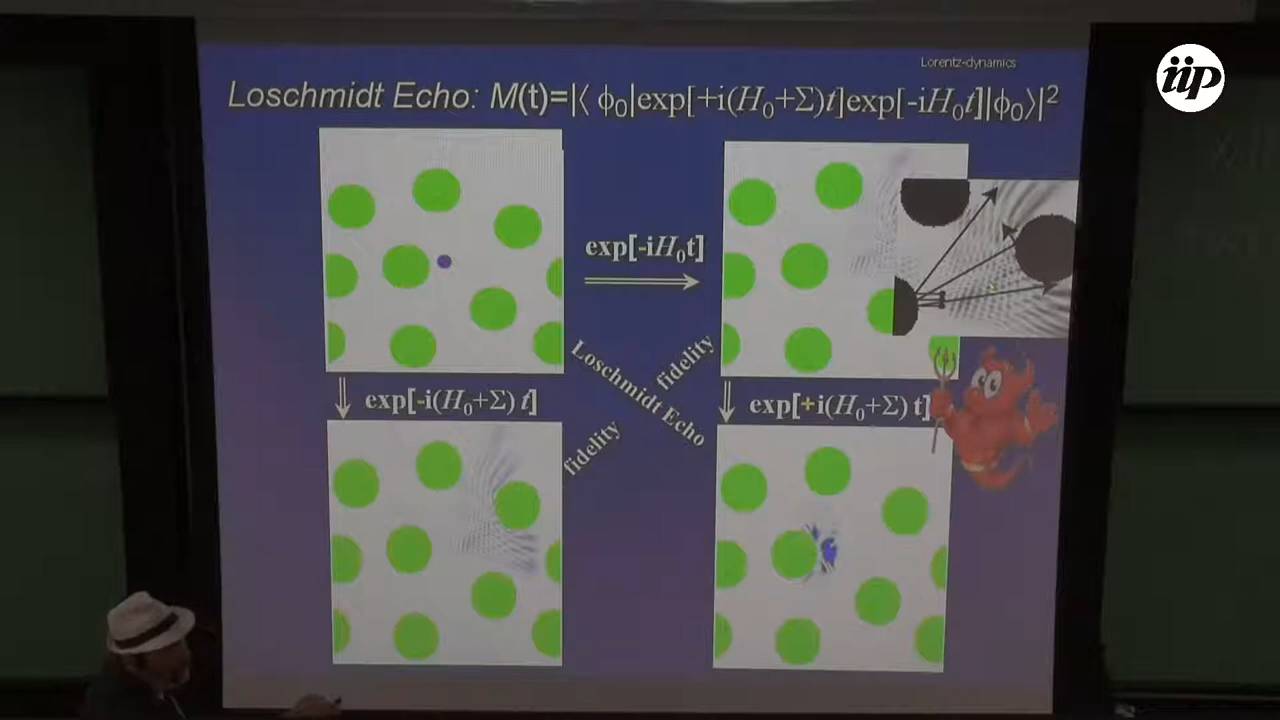 iip
Lorentz-dynamics
Loschmidt Echo: M(t)=|⟨ ϕ₀|exp[+i(H₀+Σ)t]exp[-iH₀t]|ϕ₀⟩|²
exp[-iH₀t]
Loschmidt Echo
fidelity
fidelity
exp[-i(H₀+Σ) t]
exp[+i(H₀+Σ) t]